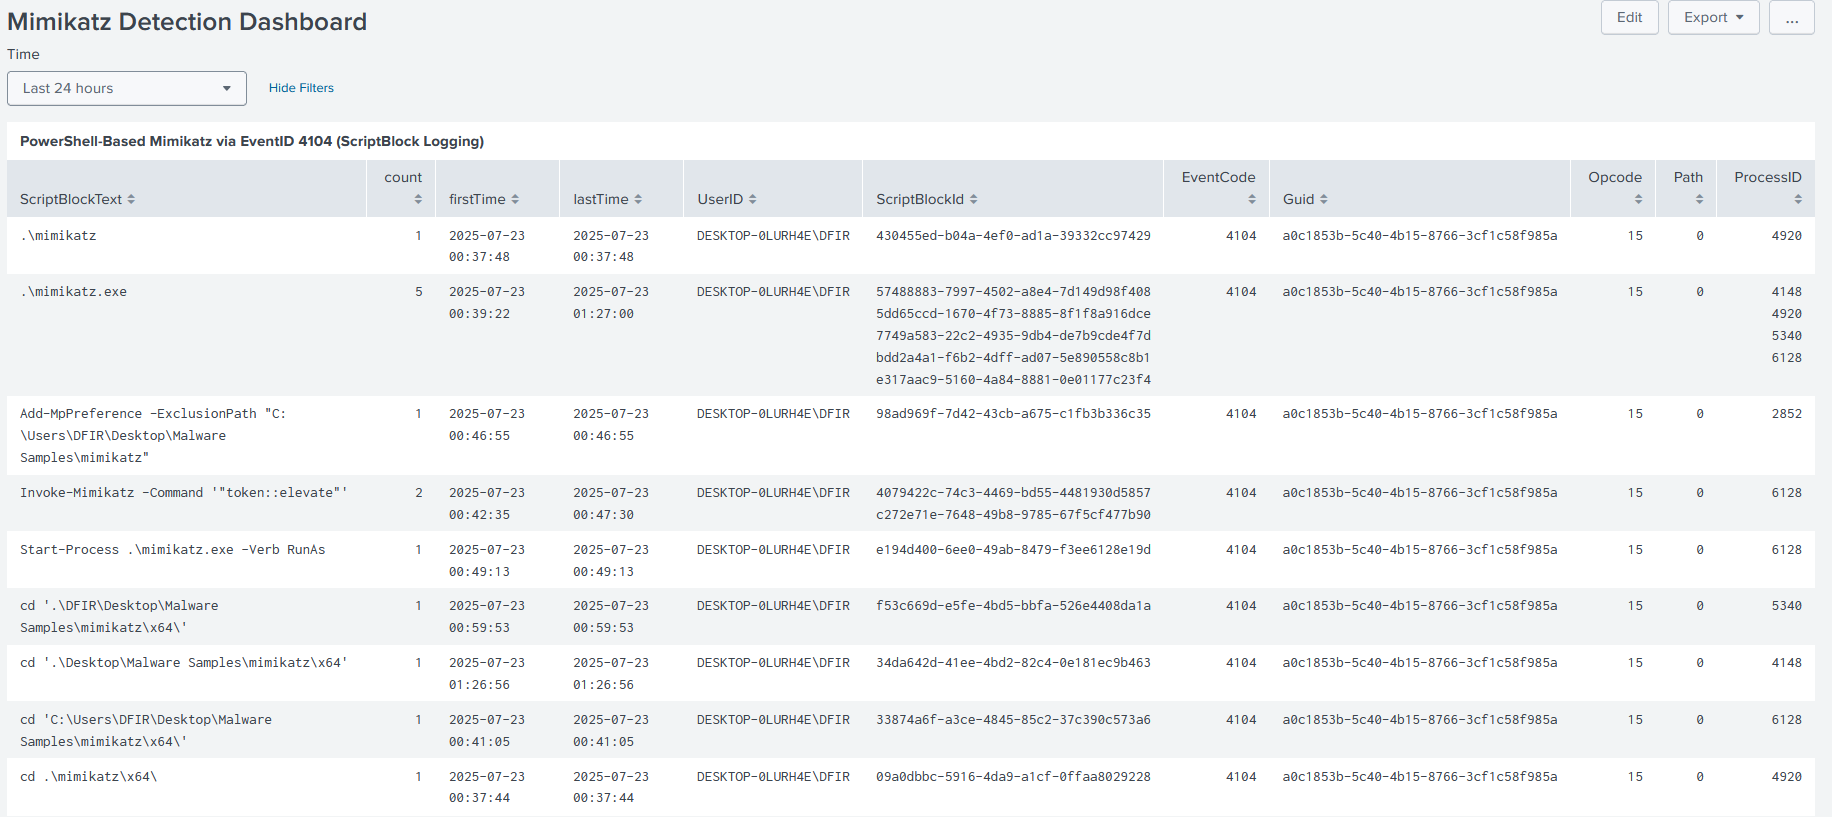 Mimikatz Detection Dashboard
Edit
Export
...
Time
Last 24 hours
Hide Filters
PowerShell-Based Mimikatz via EventID 4104 (ScriptBlock Logging)
ScriptBlockText count firstTime lastTime UserID ScriptBlockId EventCode Guid Opcode Path ProcessID
.\mimikatz 1 2025-07-23 2025-07-23 DESKTOP-0LURH4E\DFIR 430455ed-b04a-4ef0-ad1a-39332cc97429 4104 a0c1853b-5c40-4b15-8766-3cf1c58f985a 15 0 4920
00:37:48 00:37:48
.\mimikatz.exe 5 2025-07-23 2025-07-23 DESKTOP-0LURH4E\DFIR 57488883-7997-4502-a8e4-7d149d98f408 4104 a0c1853b-5c40-4b15-8766-3cf1c58f985a 15 0 4148
00:39:22 01:27:00 5dd65ccd-1670-4f73-8885-8f1f8a916dce 4920
7749a583-22c2-4935-9db4-de7b9cde4f7d 5340
bdd2a4a1-f6b2-4dff-ad07-5e890558c8b1 6128
e317aac9-5160-4a84-8881-0e01177c23f4
Add-MpPreference -ExclusionPath "C: 1 2025-07-23 2025-07-23 DESKTOP-0LURH4E\DFIR 98ad969f-7d42-43cb-a675-c1fb3b336c35 4104 a0c1853b-5c40-4b15-8766-3cf1c58f985a 15 0 2852
\Users\DFIR\Desktop\Malware 00:46:55 00:46:55
Samples\mimikatz"
Invoke-Mimikatz -Command '"token::elevate"' 2 2025-07-23 2025-07-23 DESKTOP-0LURH4E\DFIR 4079422c-74c3-4469-bd55-4481930d5857 4104 a0c1853b-5c40-4b15-8766-3cf1c58f985a 15 0 6128
00:42:35 00:47:30 c272e71e-7648-49b8-9785-67f5cf477b90
Start-Process .\mimikatz.exe -Verb RunAs 1 2025-07-23 2025-07-23 DESKTOP-0LURH4E\DFIR e194d400-6ee0-49ab-8479-f3ee6128e19d 4104 a0c1853b-5c40-4b15-8766-3cf1c58f985a 15 0 6128
00:49:13 00:49:13
cd '.\DFIR\Desktop\Malware 1 2025-07-23 2025-07-23 DESKTOP-0LURH4E\DFIR f53c669d-e5fe-4bd5-bbfa-526e4408da1a 4104 a0c1853b-5c40-4b15-8766-3cf1c58f985a 15 0 5340
Samples\mimikatz\x64\' 00:59:53 00:59:53
cd '.\Desktop\Malware Samples\mimikatz\x64' 1 2025-07-23 2025-07-23 DESKTOP-0LURH4E\DFIR 34da642d-41ee-4bd2-82c4-0e181ec9b463 4104 a0c1853b-5c40-4b15-8766-3cf1c58f985a 15 0 4148
01:26:56 01:26:56
cd 'C:\Users\DFIR\Desktop\Malware 1 2025-07-23 2025-07-23 DESKTOP-0LURH4E\DFIR 33874a6f-a3ce-4845-85c2-37c390c573a6 4104 a0c1853b-5c40-4b15-8766-3cf1c58f985a 15 0 6128
Samples\mimikatz\x64\' 00:41:05 00:41:05
cd .\mimikatz\x64\ 1 2025-07-23 2025-07-23 DESKTOP-0LURH4E\DFIR 09a0dbbc-5916-4da9-a1cf-0ffaa8029228 4104 a0c1853b-5c40-4b15-8766-3cf1c58f985a 15 0 4920
00:37:44 00:37:44